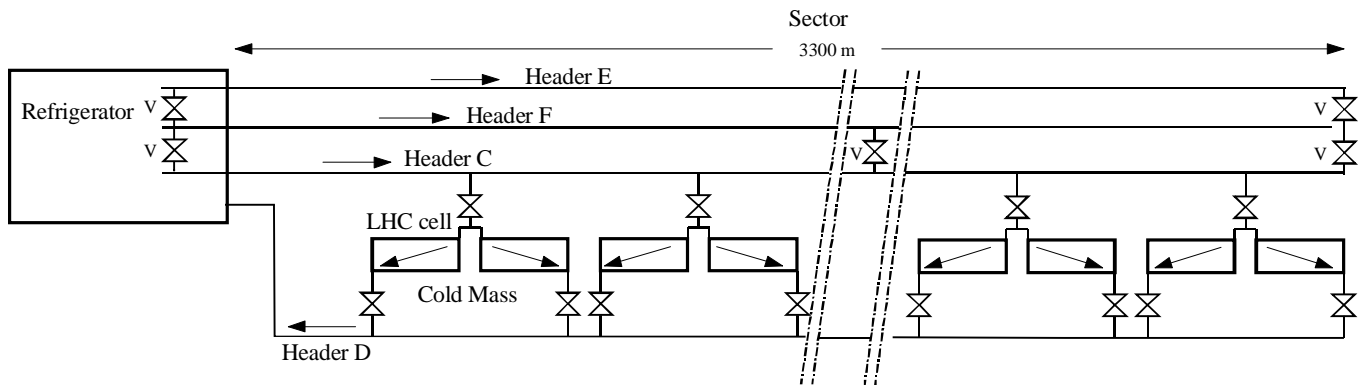 Sector
3300 m
Header E
Refrigerator
V
V
Header F
V
V
Header C
V
LHC cell
Cold Mass
Header D